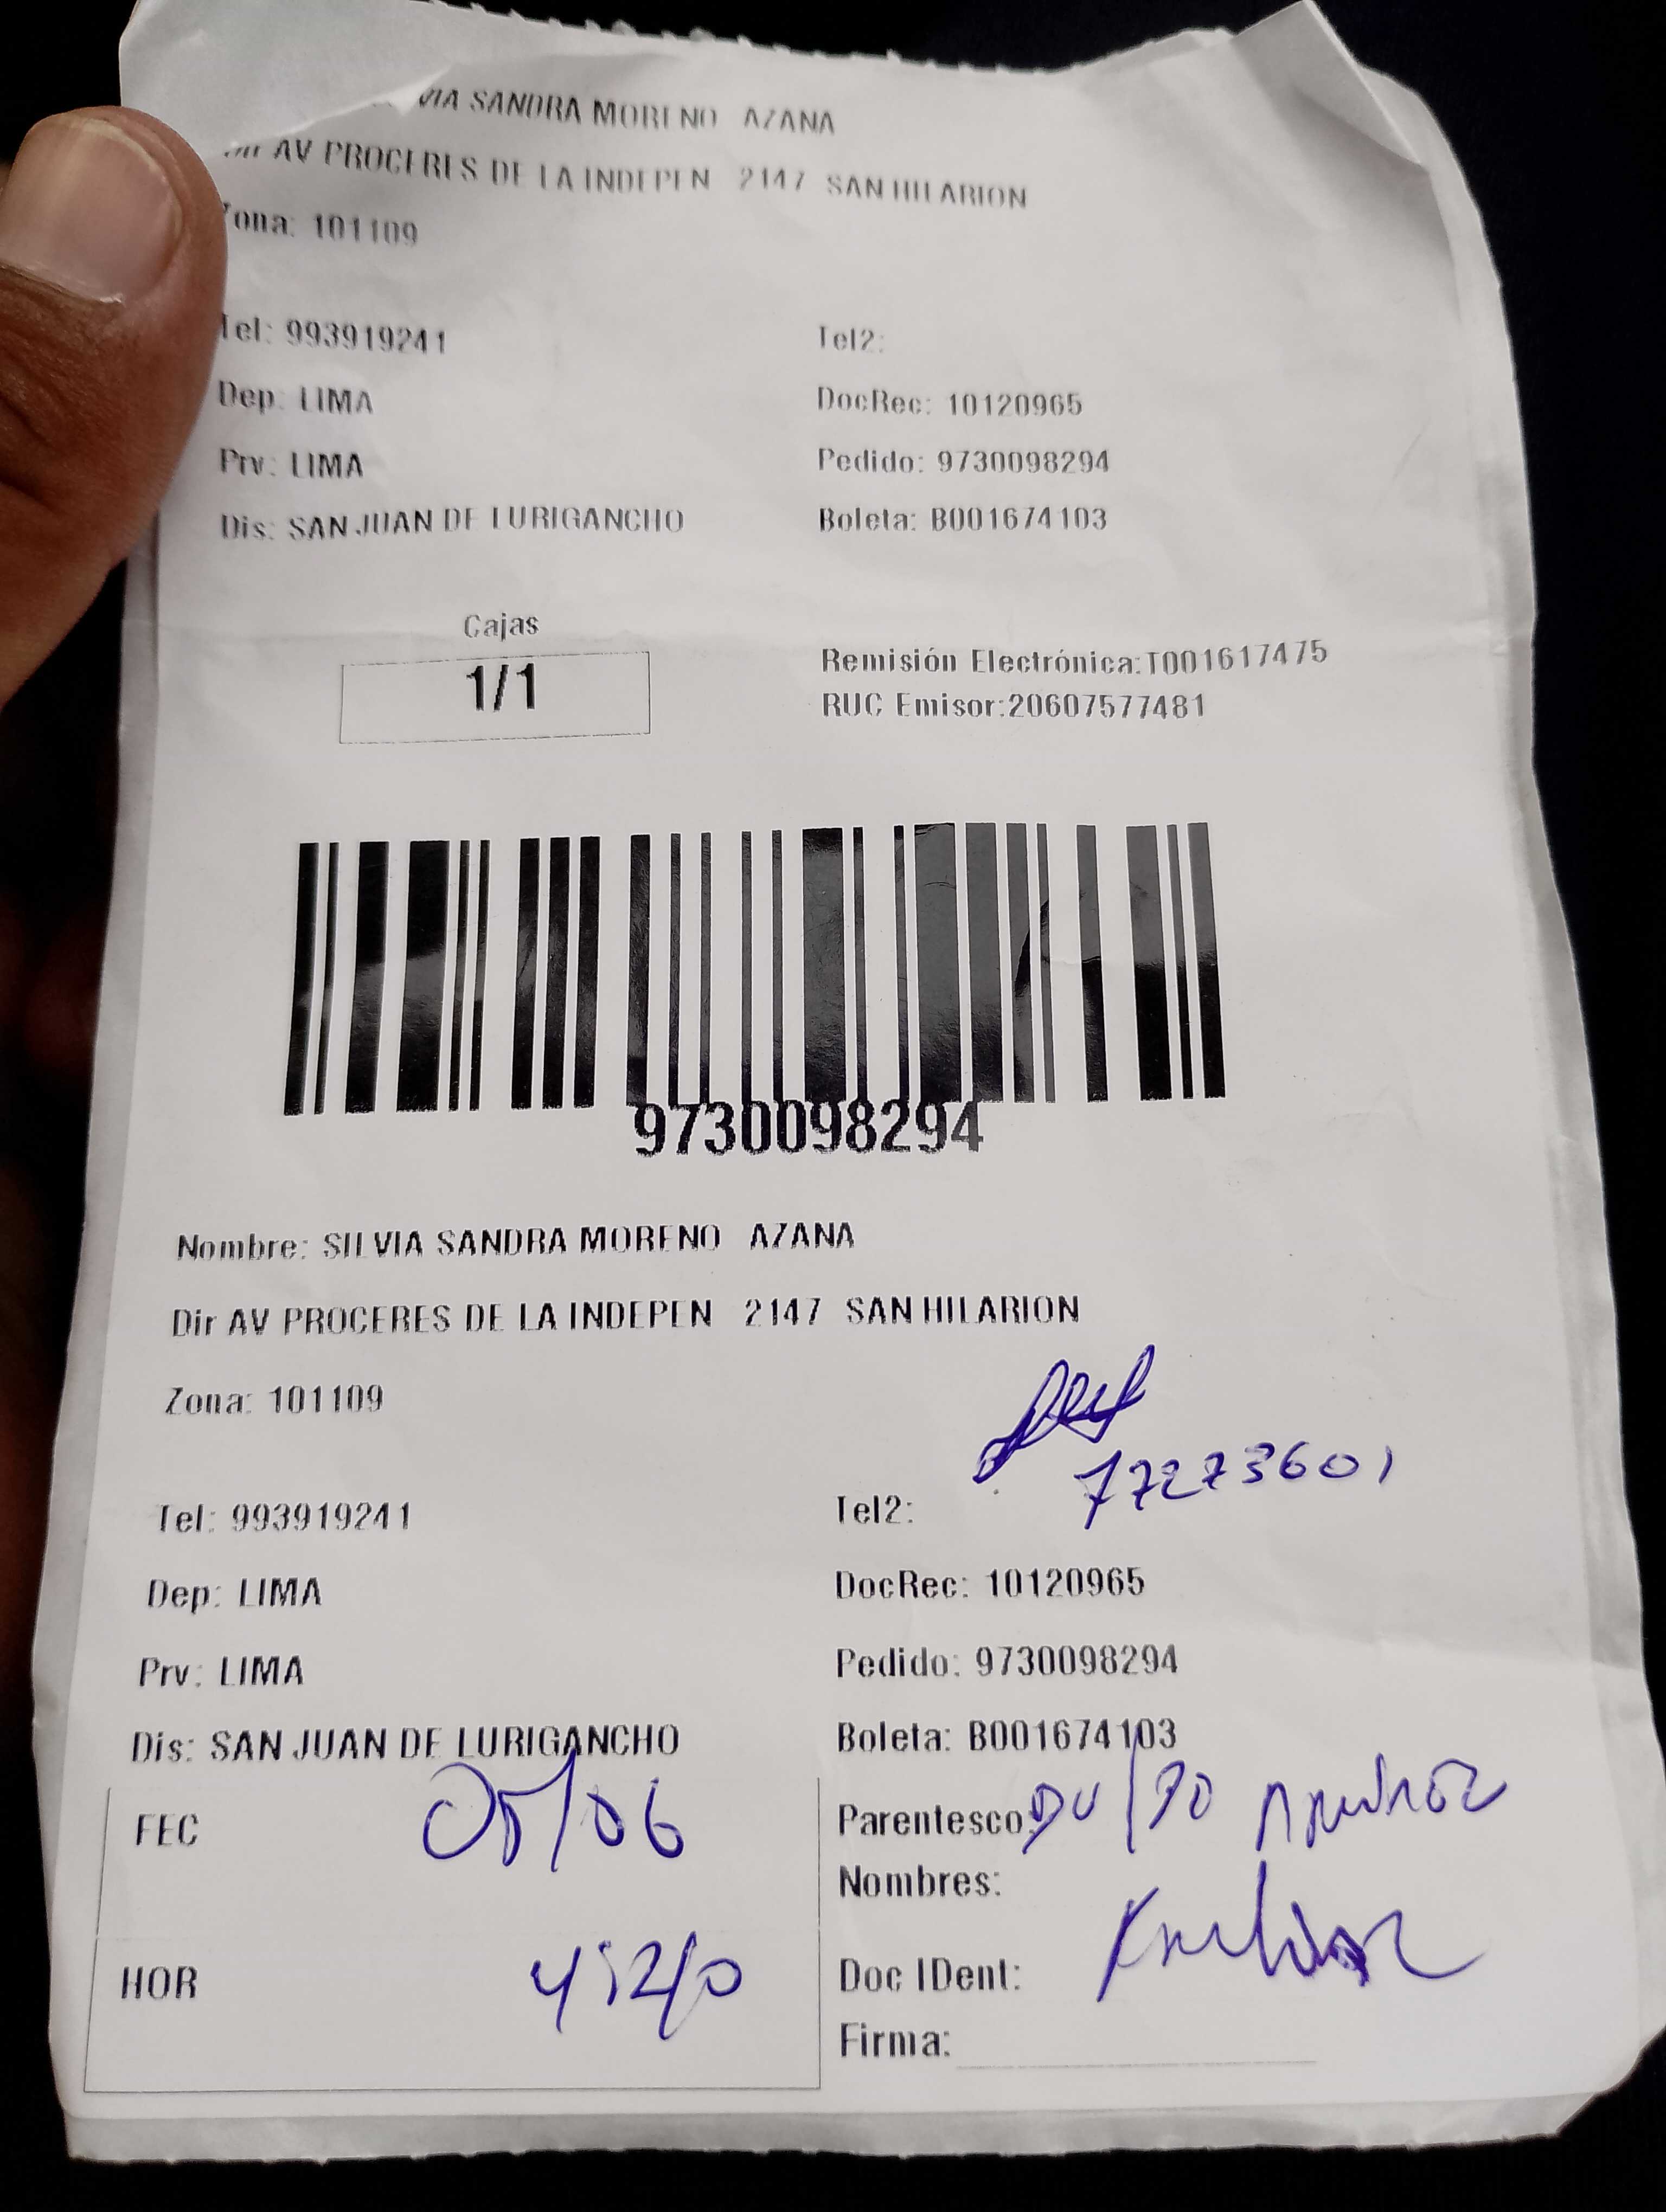 VIA SANDRA MORENO AZANA
Dir AV PROCERES DE LA INDEPEN 2147 SAN HILARION
Zona: 101109
Tel: 993919241 Tel2:
Dep: LIMA DocRec: 10120965
Prv: LIMA Pedido: 9730098294
Dis: SAN JUAN DE LURIGANCHO Boleta: B001674103
Cajas
1/1
Remisión Electrónica:T001617475
RUC Emisor:20607577481
9730098294
Nombre: SILVIA SANDRA MORENO AZANA
Dir AV PROCERES DE LA INDEPEN 2147 SAN HILARION
Zona: 101109
77273601
Tel: 993919241 Tel2:
Dep: LIMA DocRec: 10120965
Prv: LIMA Pedido: 9730098294
Dis: SAN JUAN DE LURIGANCHO Boleta: B001674103
FEC 05/06 Parentesco:
Nombres:
HOR Doc IDent:
Firma: